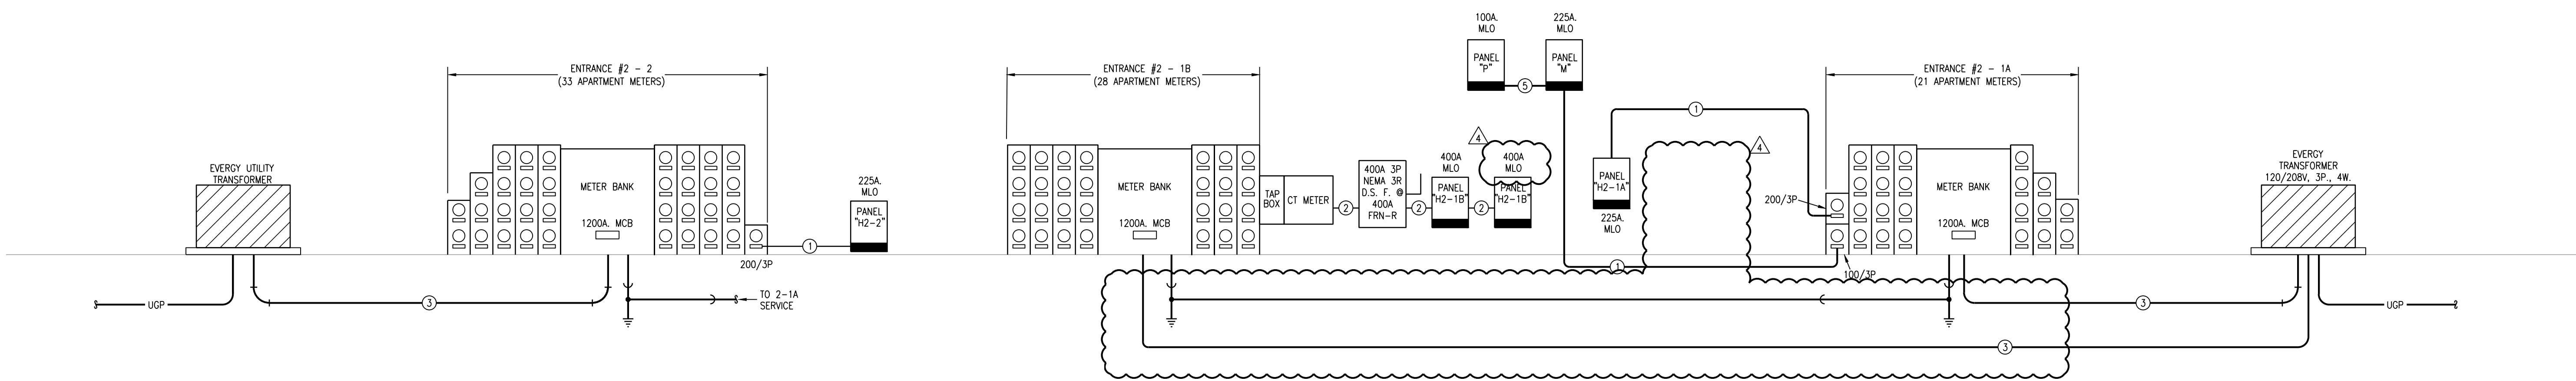 EVERGY UTILITY
TRANSFORMER
UGP
3
ENTRANCE #2 - 2
(33 APARTMENT METERS)
METER BANK
1200A. MCB
200/3P
1
225A.
MLO
PANEL
"H2-2"
TO 2-1A
SERVICE
ENTRANCE #2 - 1B
(28 APARTMENT METERS)
METER BANK
1200A. MCB
TAP
BOX
CT METER
2
400A 3P
NEMA 3R
D.S. F. @
400A
FRN-R
2
400A
MLO
PANEL
"H2-1B"
2
4
400A
MLO
PANEL
"H2-1B"
100A.
MLO
PANEL
"P"
5
225A.
MLO
PANEL
"M"
1
PANEL
"H2-1A"
225A.
MLO
1
4
ENTRANCE #2 - 1A
(21 APARTMENT METERS)
200/3P
100/3P
METER BANK
1200A. MCB
3
3
EVERGY
TRANSFORMER
120/208V, 3P., 4W.
UGP